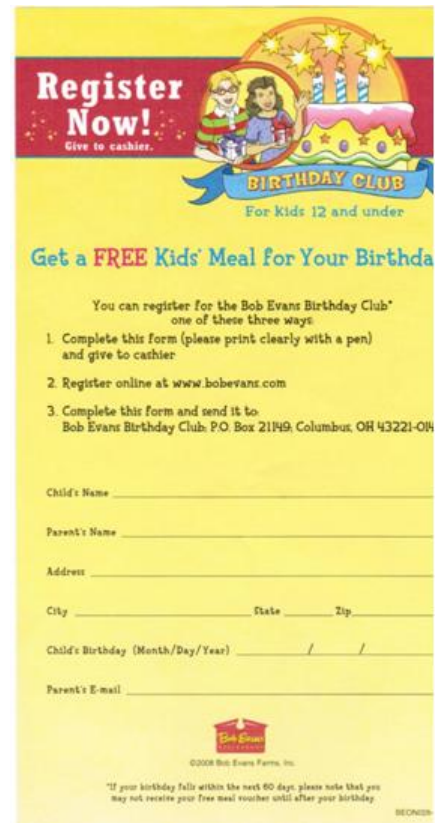 Register
Now!
Give to cashier.
BIRTHDAY CLUB
For Kids 12 and under
Get a FREE Kids' Meal for Your Birthda
You can register for the Bob Evans Birthday Club*
one of these three ways:
1. Complete this form (please print clearly with a pen)
and give to cashier
2. Register online at www.bobevans.com
3. Complete this form and send it to:
Bob Evans Birthday Club; P.O. Box 21149; Columbus, OH 43221-014
Child's Name
Parent's Name
Address
City State Zip
Child's Birthday (Month/Day/Year) / /
Parent's E-mail
Bob Evans
RESTAURANTS
©2008 Bob Evans Farms, Inc.
*If your birthday falls within the next 60 days, please note that you
may not receive your free meal voucher until after your birthday.